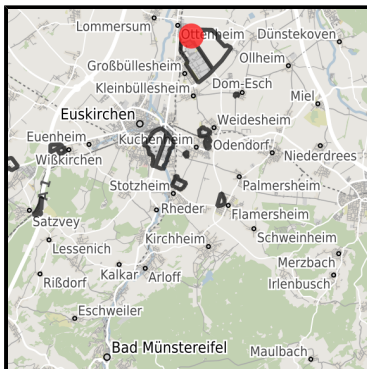 Lommersum
Ottenheim
Dünstekoven
Ollheim
Großbüllesheim
Kleinbüllesheim
Dom-Esch
Miel
Euskirchen
Weidesheim
Euenheim
Kuchenheim
Odendorf
Wißkirchen
Niederdrees
Stotzheim
Palmersheim
Rheder
Flamersheim
Satzvey
Schweinheim
Lessenich
Kirchheim
Merzbach
Kalkar
Arloff
Rißdorf
Irlenbusch
Eschweiler
Bad Münstereifel
Maulbach